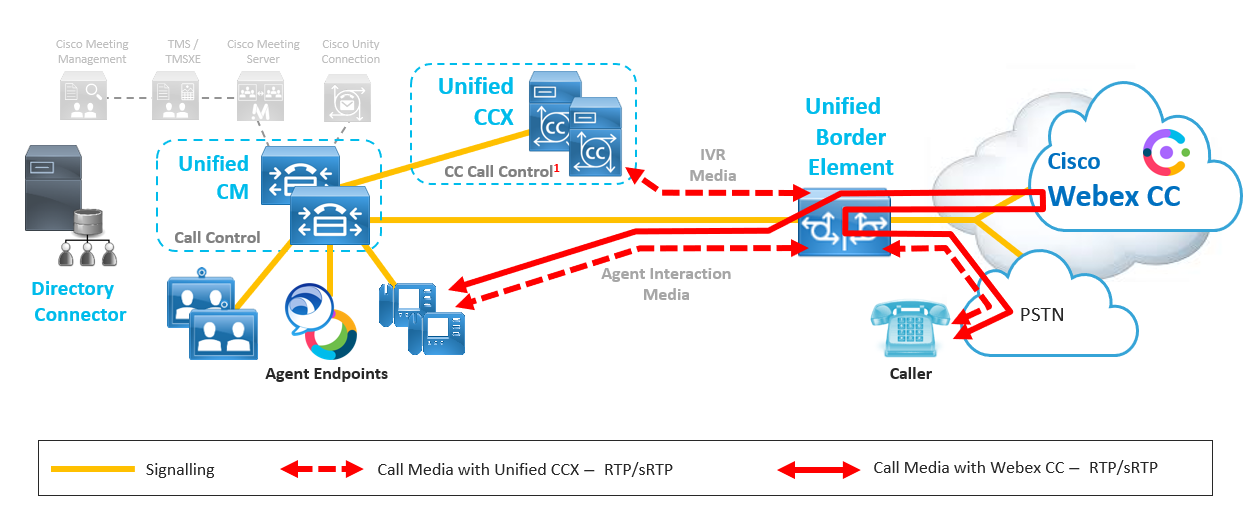 Cisco Meeting
Management
TMS /
TMSXE
Cisco Meeting
Server
Cisco Unity
Connection
M
Unified
CCX
CC
CC
CC Call Control1
Unified
CM
Call Control
Directory
Connector
Agent Endpoints
IVR
Media
Agent Interaction
Media
Unified
Border
Element
Cisco
Webex CC
PSTN
Caller
Signalling
Call Media with Unified CCX – RTP/sRTP
Call Media with Webex CC – RTP/sRTP